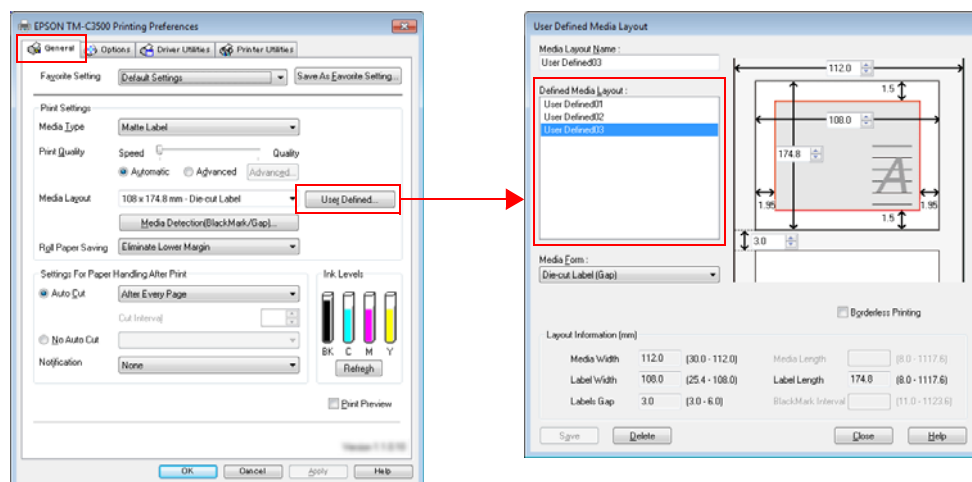 EPSON TM-C3500 Printing Preferences
General Options Driver Utilities Printer Utilities
Favorite Setting Default Settings Save As Favorite Setting...
Print Settings
Media Type Matte Label
Print Quality Speed Quality
Automatic Advanced Advanced...
Media Layout 108 x 174.8 mm - Die-cut Label User Defined...
Media Detection(BlackMark/Gap)...
Roll Paper Saving Eliminate Lower Margin
Settings For Paper Handling After Print
Auto Cut After Every Page
Cut Interval
No Auto Cut
Notification None
Ink Levels
BK C M Y
Refresh
Print Preview
OK Cancel Apply Help
User Defined Media Layout
Media Layout Name :
User Defined03
Defined Media Layout :
User Defined01
User Defined02
User Defined03
Media Form :
Die-cut Label (Gap)
112.0
1.5
108.0
174.8
A
1.95 1.95
1.5
3.0
Borderless Printing
Layout Information (mm)
Media Width 112.0 (30.0 - 112.0) Media Length (8.0 - 1117.6)
Label Width 108.0 (25.4 - 108.0) Label Length 174.8 (8.0 - 1117.6)
Labels Gap 3.0 (3.0 - 6.0) BlackMark Interval (11.0 - 1123.6)
Save Delete Close Help